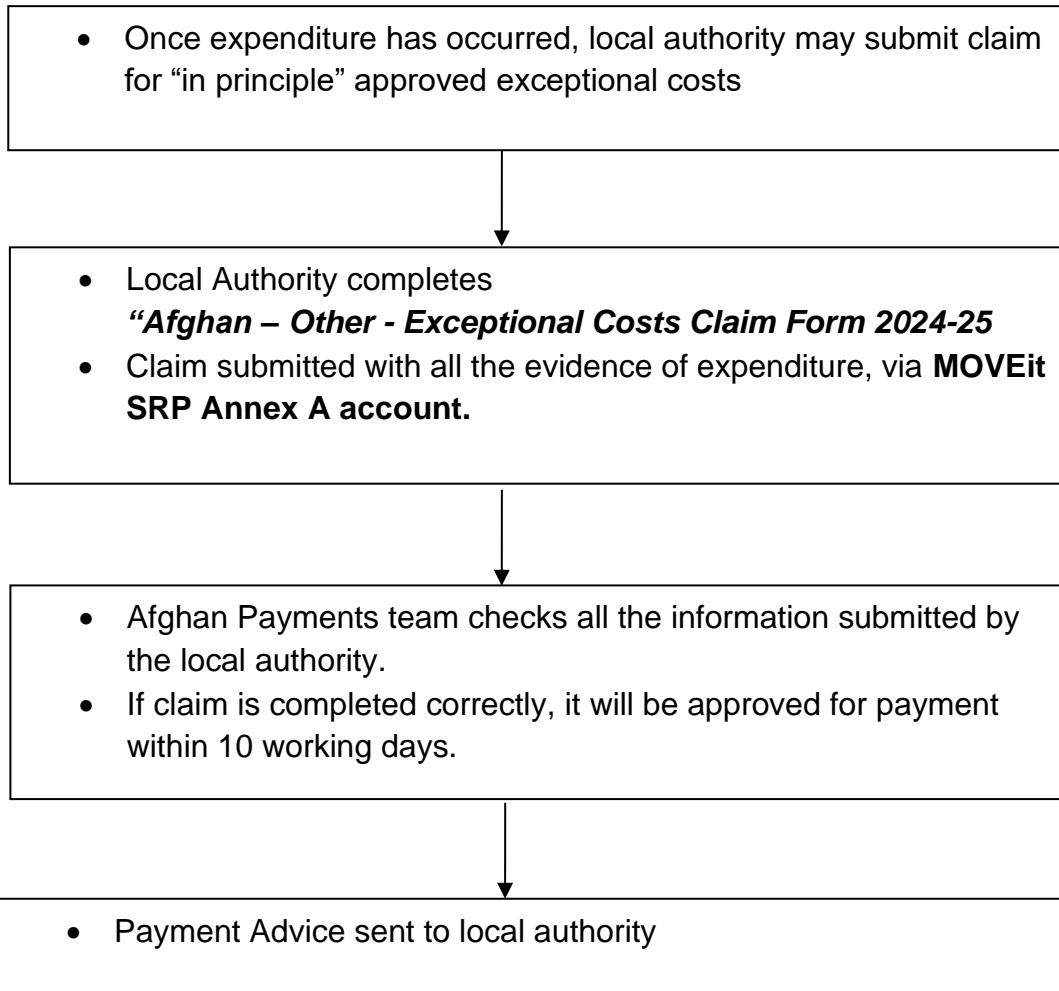 • Once expenditure has occurred, local authority may submit claim
for “in principle” approved exceptional costs
• Local Authority completes
“Afghan – Other - Exceptional Costs Claim Form 2024-25
• Claim submitted with all the evidence of expenditure, via MOVEit
SRP Annex A account.
• Afghan Payments team checks all the information submitted by
the local authority.
• If claim is completed correctly, it will be approved for payment
within 10 working days.
• Payment Advice sent to local authority